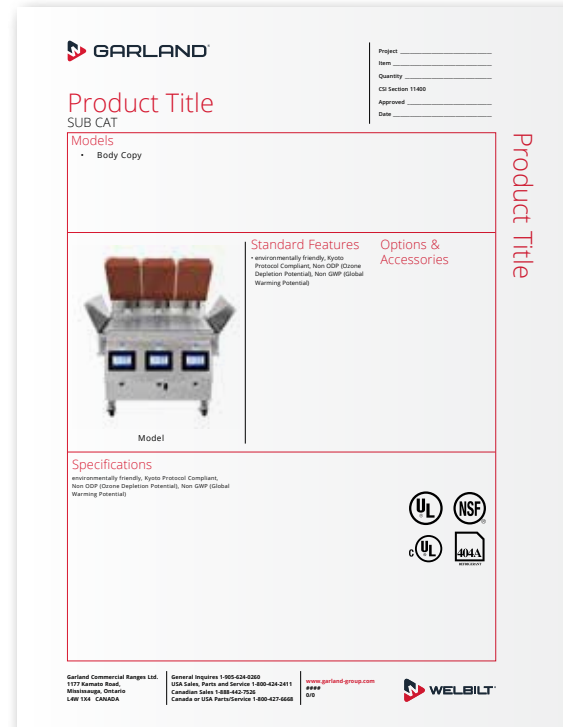 GARLAND
Project
Item
Quantity
CSI Section 11400
Approved
Date
Product Title
SUB CAT
Product Title
Models
• Body Copy
Model
Standard Features
• environmentally friendly, Kyoto
Protocol Compliant, Non ODP (Ozone
Depletion Potential), Non GWP (Global
Warming Potential)
Options &
Accessories
Specifications
environmentally friendly, Kyoto Protocol Compliant,
Non ODP (Ozone Depletion Potential), Non GWP (Global
Warming Potential)
UL
®
NSF
®
C UL
®
404A
REFRIGERANT
Garland Commercial Ranges Ltd.
1177 Kamato Road,
Mississauga, Ontario
L4W 1X4 CANADA
General Inquires 1-905-624-0260
USA Sales, Parts and Service 1-800-424-2411
Canadian Sales 1-888-442-7526
Canada or USA Parts/Service 1-800-427-6668
www.garland-group.com
####
0/0
WELBILT